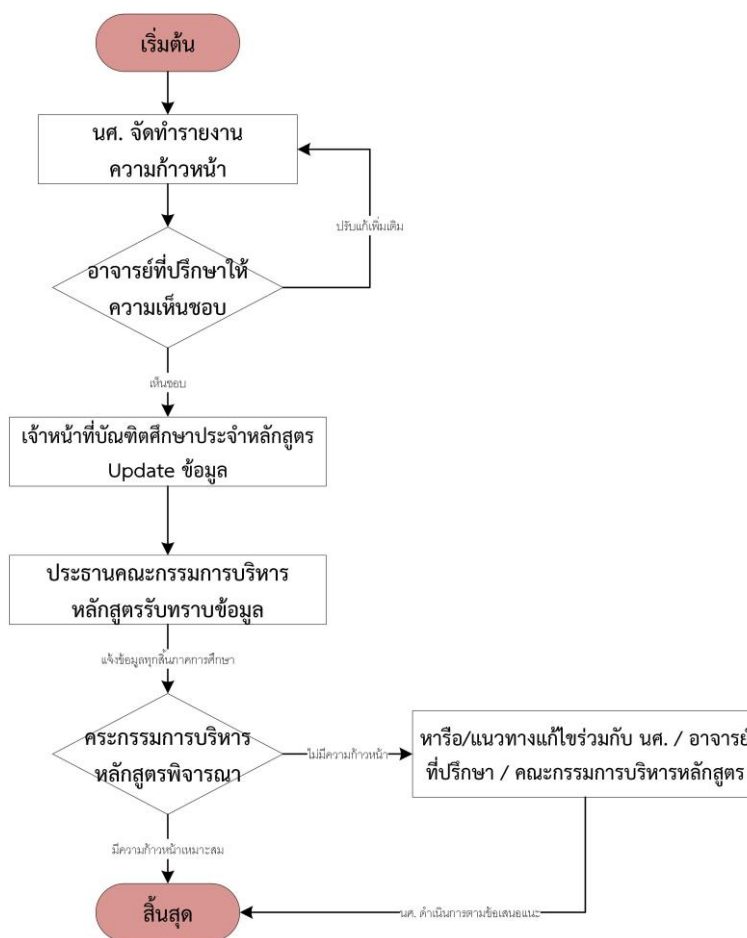 เริ่มต้น
นศ. จัดทำรายงาน
ความก้าวหน้า
ปรับแก้เพิ่มเติม
อาจารย์ที่ปรึกษาให้
ความเห็นชอบ
เห็นชอบ
เจ้าหน้าที่บัณฑิตศึกษาประจำหลักสูตร
Update ข้อมูล
ประธานคณะกรรมการบริหาร
หลักสูตรรับทราบข้อมูล
แจ้งข้อมูลทุกสิ้นภาคการศึกษา
คระกรรมการบริหาร
หลักสูตรพิจารณา
ไม่มีความก้าวหน้า
หารือ/แนวทางแก้ไขร่วมกับ นศ. / อาจารย์
ที่ปรึกษา / คณะกรรมการบริหารหลักสูตร
มีความก้าวหน้าเหมาะสม
สิ้นสุด
นศ. ดำเนินการตามข้อเสนอแนะ